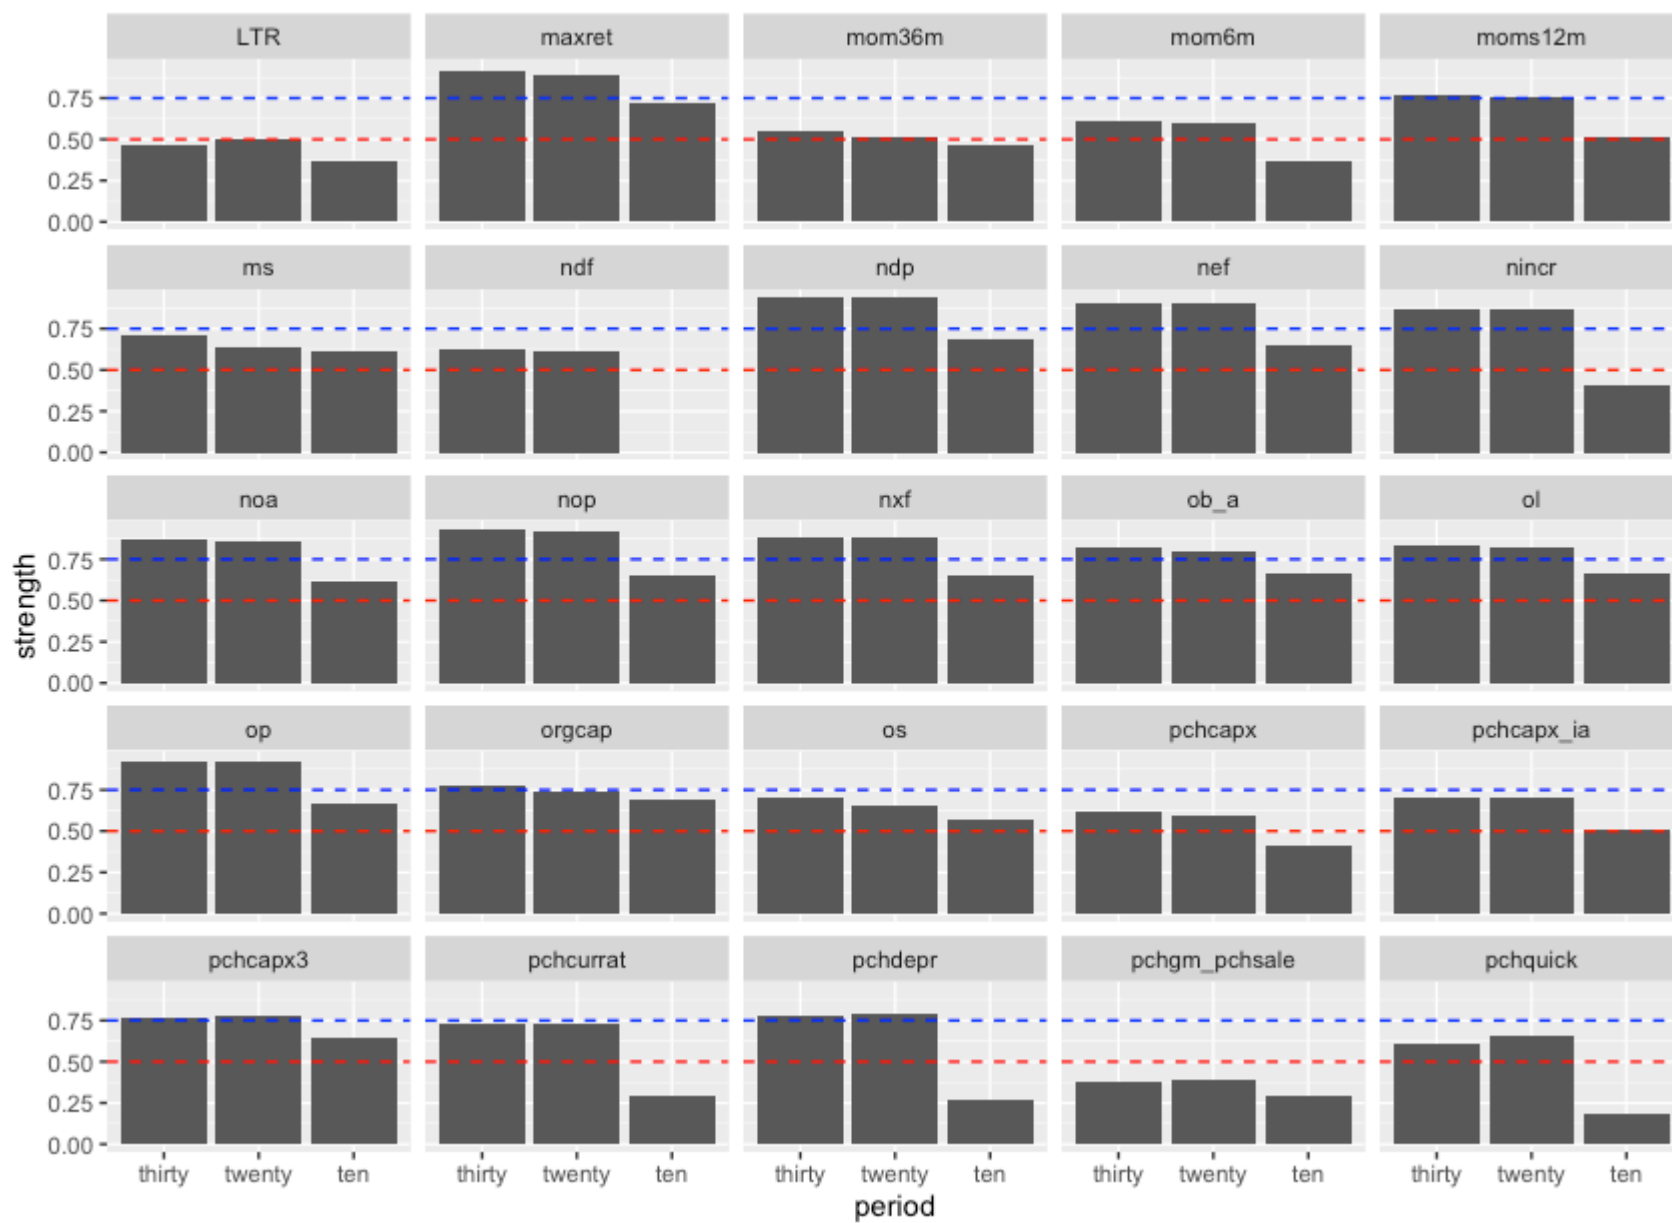 LTR maxret mom36m mom6m moms12m
0.75
0.50
0.25
0.00
ms ndf ndp nef nincr
0.75
0.50
0.25
0.00
noa nop nxf ob_a ol
0.75
0.50
0.25
0.00
strength
op orgcap os pchcapx pchcapx_ia
0.75
0.50
0.25
0.00
pchcapx3 pchcurrat pchdepr pchgm_pchsale pchquick
0.75
0.50
0.25
0.00
thirty twenty ten thirty twenty ten thirty twenty ten thirty twenty ten thirty twenty ten
period